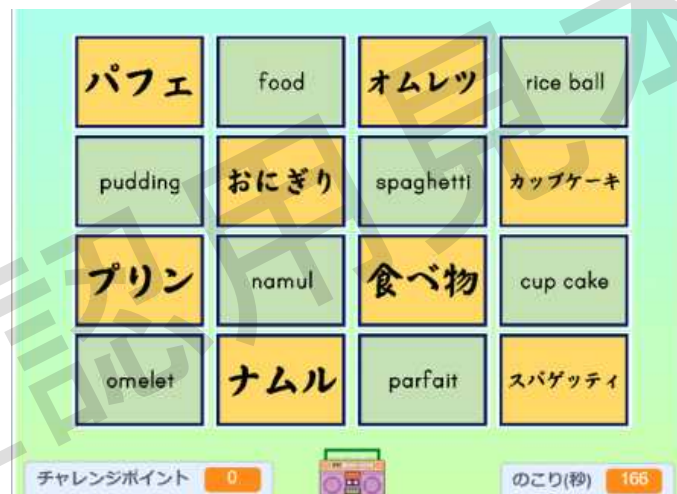 パフェ food オムレツ rice ball
pudding おにぎり spaghetti カップケーキ
プリン namul 食べ物 cup cake
omelet ナムル parfait スパゲッティ
チャレンジポイント 0 のこり(秒) 166